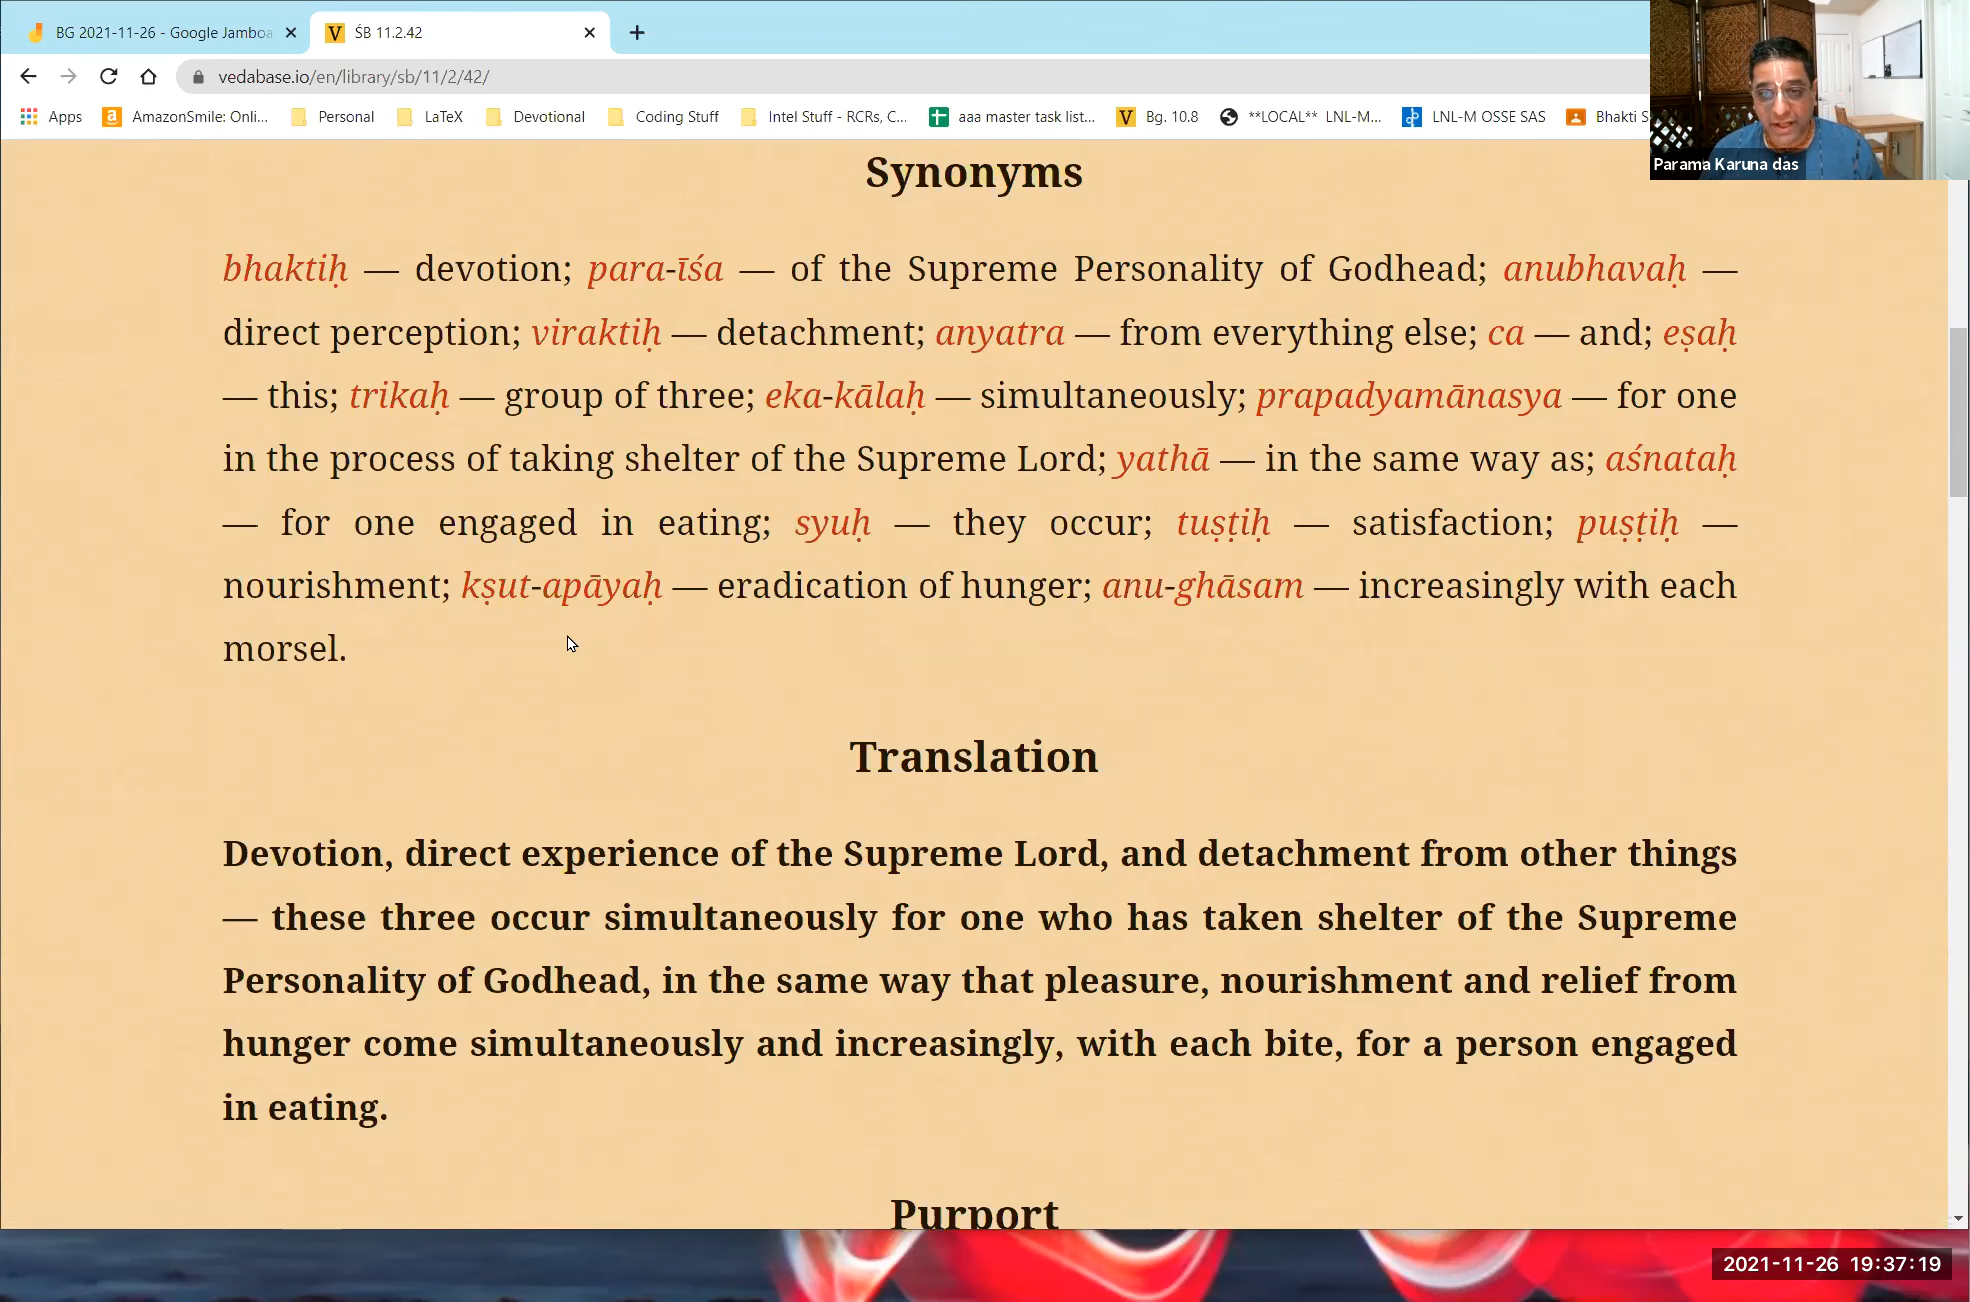 BG 2021-11-26 - Google Jamboa
ŚB 11.2.42
vedabase.io/en/library/sb/11/2/42/
Apps AmazonSmile: Onli... Personal LaTeX Devotional Coding Stuff Intel Stuff - RCRs, C... aaa master task list... Bg. 10.8 **LOCAL** LNL-M... LNL-M OSSE SAS Bhakti S
Parama Karuna das
Synonyms
bhaktiḥ — devotion; para-īśa — of the Supreme Personality of Godhead; anubhavaḥ —
direct perception; viraktiḥ — detachment; anyatra — from everything else; ca — and; eṣaḥ
— this; trikaḥ — group of three; eka-kālaḥ — simultaneously; prapadyamānasya — for one
in the process of taking shelter of the Supreme Lord; yathā — in the same way as; aśnataḥ
— for one engaged in eating; syuḥ — they occur; tuṣṭiḥ — satisfaction; puṣṭiḥ —
nourishment; kṣut-apāyaḥ — eradication of hunger; anu-ghāsam — increasingly with each
morsel.
Translation
Devotion, direct experience of the Supreme Lord, and detachment from other things
— these three occur simultaneously for one who has taken shelter of the Supreme
Personality of Godhead, in the same way that pleasure, nourishment and relief from
hunger come simultaneously and increasingly, with each bite, for a person engaged
in eating.
Purport
2021-11-26 19:37:19